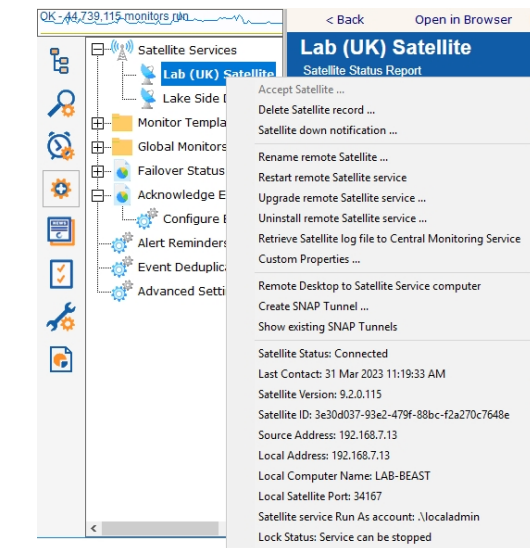 OK - 44,739,115 monitors run
< Back Open in Browser
Satellite Services
Lab (UK) Satellite
Lake Side
Monitor Templa
Global Monitors
Failover Status
Acknowledge E
Configure
Alert Reminders
Event Deduplic
Advanced Setti
Lab (UK) Satellite
Satellite Status Report
Accept Satellite ...
Delete Satellite record ...
Satellite down notification ...
Rename remote Satellite ...
Restart remote Satellite service
Upgrade remote Satellite service ...
Uninstall remote Satellite service ...
Retrieve Satellite log file to Central Monitoring Service
Custom Properties ...
Remote Desktop to Satellite Service computer
Create SNAP Tunnel ...
Show existing SNAP Tunnels
Satellite Status: Connected
Last Contact: 31 Mar 2023 11:19:33 AM
Satellite Version: 9.2.0.115
Satellite ID: 3e30d037-93e2-479f-88bc-f2a270c7648e
Source Address: 192.168.7.13
Local Address: 192.168.7.13
Local Computer Name: LAB-BEAST
Local Satellite Port: 34167
Satellite service Run As account: .\localadmin
Lock Status: Service can be stopped